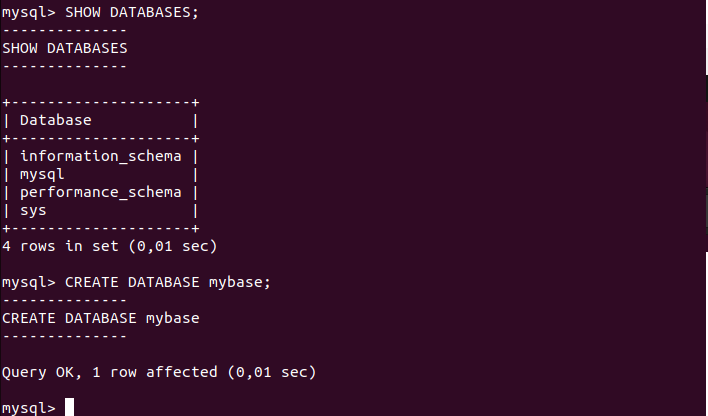 mysql> SHOW DATABASES;
--------------
SHOW DATABASES
--------------
+--------------------+
| Database           |
+--------------------+
| information_schema |
| mysql              |
| performance_schema |
| sys                |
+--------------------+
4 rows in set (0,01 sec)
mysql> CREATE DATABASE mybase;
--------------
CREATE DATABASE mybase
--------------
Query OK, 1 row affected (0,01 sec)
mysql>